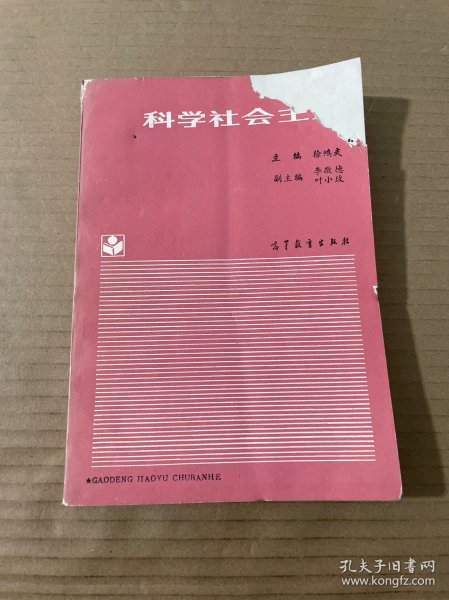 科学社会主
主编 徐鸿武
副主编 李敬德
叶小玫
高等教育出版社
★GAODENG JIAOYU CHUBANHE
孔夫子旧书网
www.kongfz.com